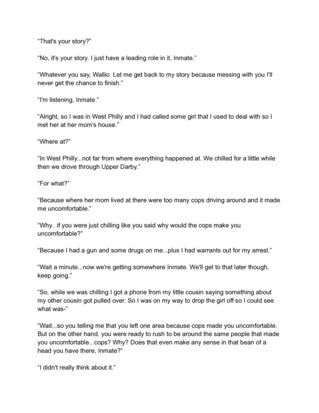 “That's your story?”
“No, it's your story. I just have a leading role in it, Inmate.”
“Whatever you say, Wallio. Let me get back to my story because messing with you I'll
never get the chance to finish.”
“I'm listening, Inmate.”
“Alright, so I was in West Philly and I had called some girl that I used to deal with so I
met her at her mom's house.”
“Where at?”
“In West Philly...not far from where everything happened at. We chilled for a little while
then we drove through Upper Darby.”
“For what?”
“Because where her mom lived at there were too many cops driving around and it made
me uncomfortable.”
“Why.. if you were just chilling like you said why would the cops make you
uncomfortable?”
“Because I had a gun and some drugs on me...plus I had warrants out for my arrest.”
“Wait a minute...now we're getting somewhere Inmate. We'll get to that later though,
keep going.”
“So, while we was chilling I got a phone from my little cousin saying something about
my other cousin got pulled over. So I was on my way to drop the girl off so I could see
what was-”
“Wait...so you telling me that you left one area because cops made you uncomfortable.
But on the other hand, you were ready to rush to be around the same people that made
you uncomfortable...cops? Why? Does that even make any sense in that bean of a
head you have there, Inmate?”
“I didn't really think about it.”